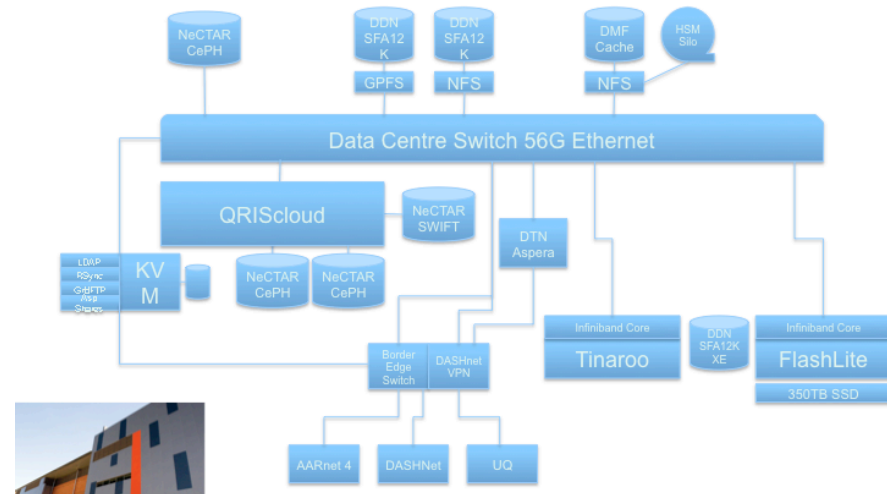 NeCTAR
CePH
DDN
SFA12
K
DDN
SFA12
K
DMF
Cache
HSM
Silo
GPFS
NFS
NFS
Data Centre Switch 56G Ethernet
QRIScloud
NeCTAR
SWIFT
DTN
Aspera
LDAP
RSync
GridFTP
Asp
Shares
KV
M
NeCTAR
CePH
NeCTAR
CePH
Infiniband Core
Tinaroo
DDN
SFA12K
XE
Infiniband Core
FlashLite
350TB SSD
Border
Edge
Switch
DASHnet
VPN
AARnet 4
DASHNet
UQ